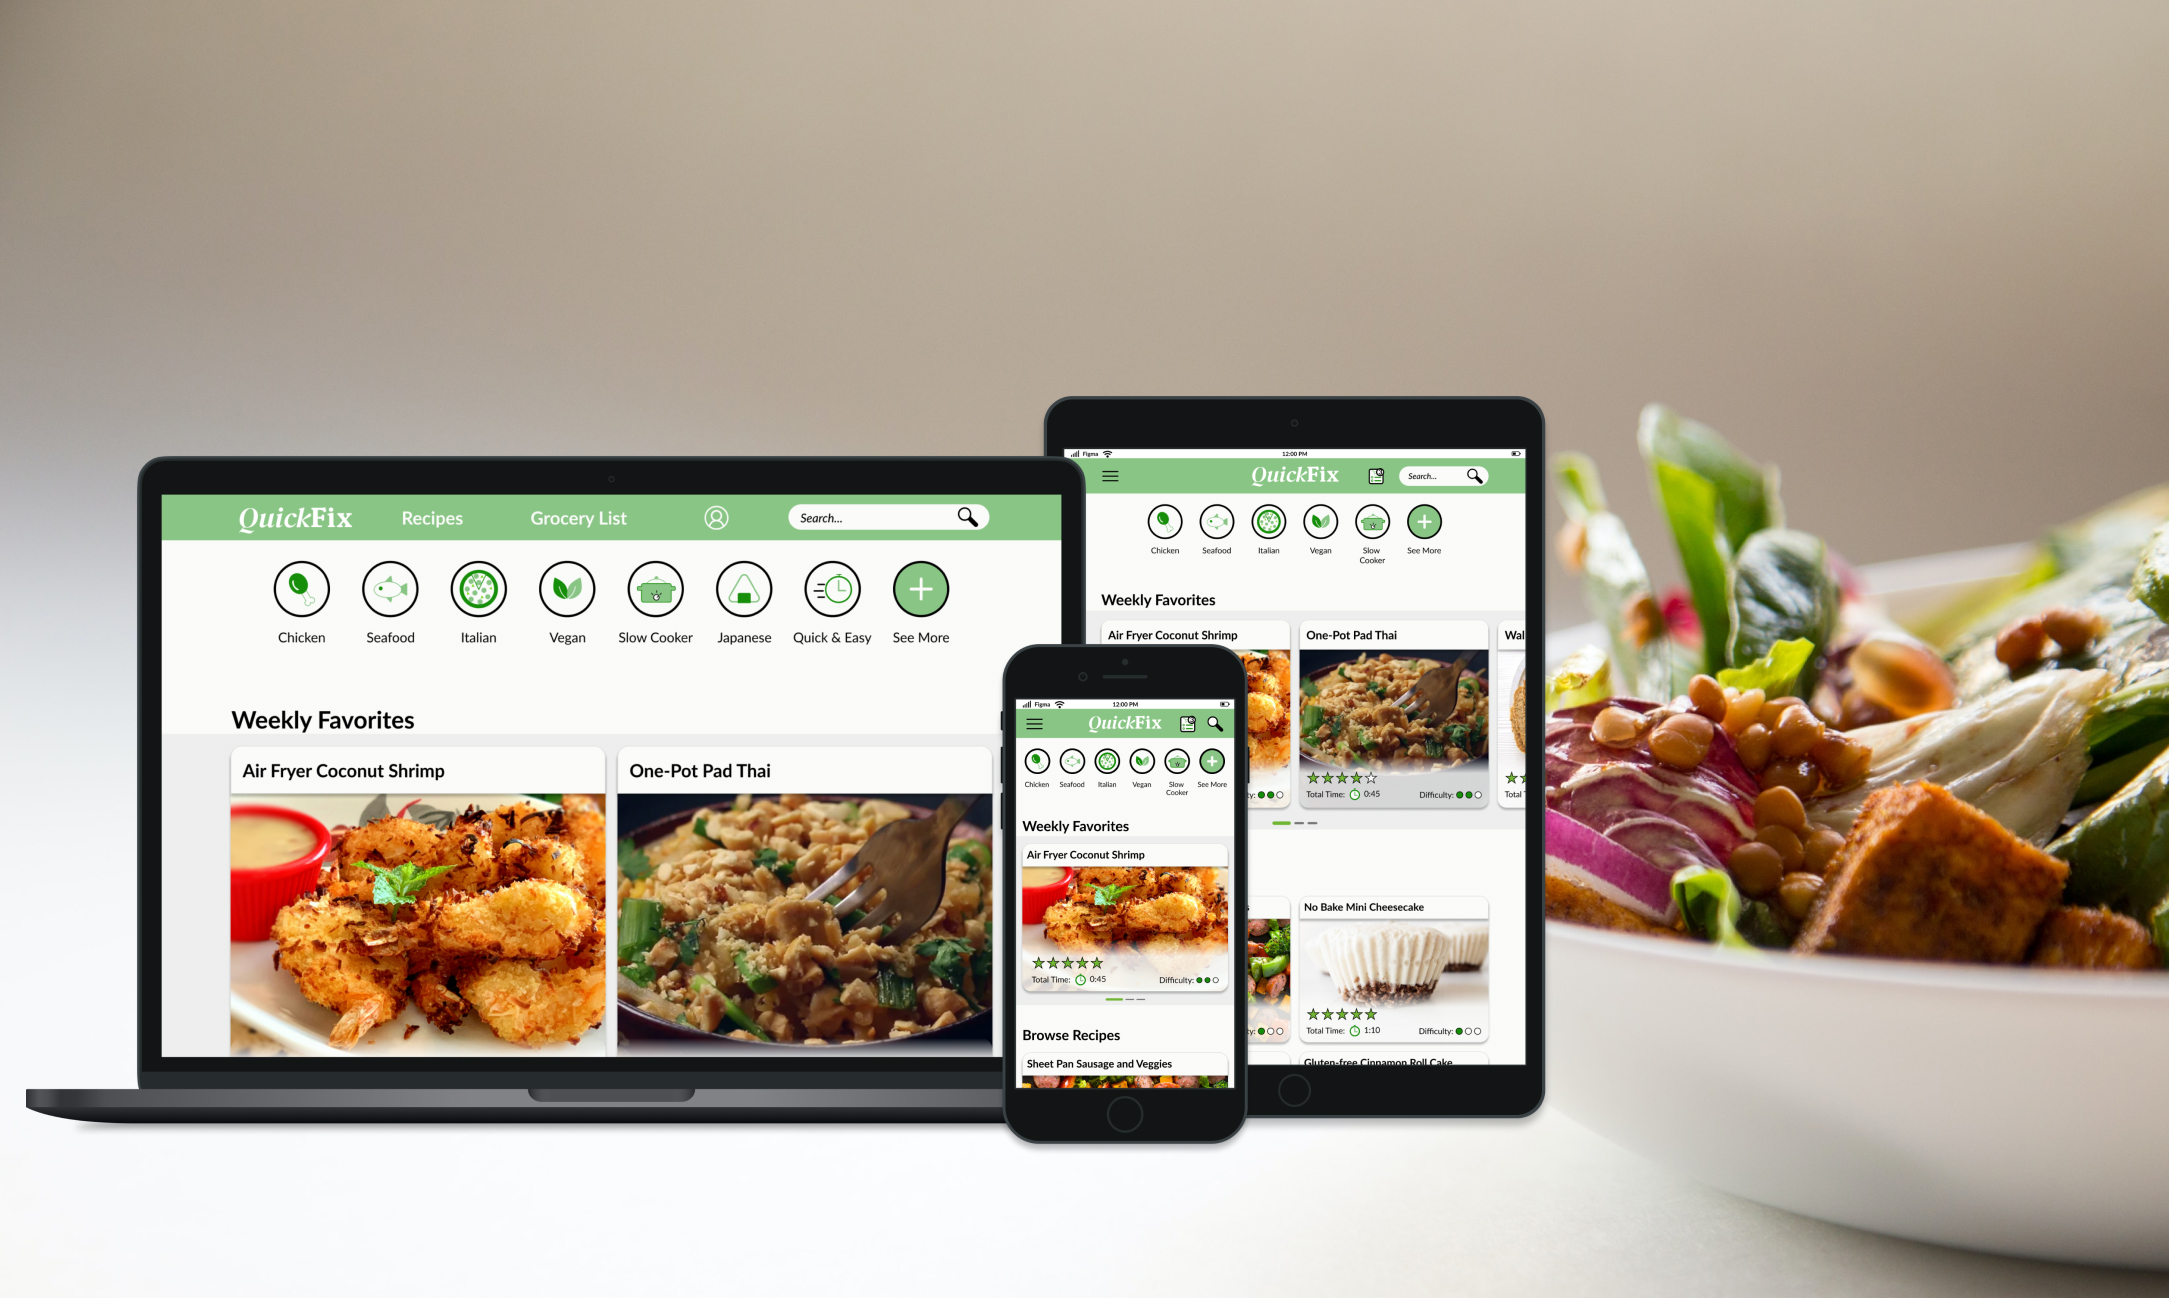 QuickFix Recipes Grocery List Search...
Chicken Seafood Italian Vegan Slow Cooker Japanese Quick & Easy See More
Weekly Favorites
Air Fryer Coconut Shrimp One-Pot Pad Thai
Figma 12:00 PM
QuickFix Search...
Chicken Seafood Italian Vegan Slow Cooker See More
Weekly Favorites
Air Fryer Coconut Shrimp One-Pot Pad Thai Wal
Total Time: 0:45 Difficulty: Total
No Bake Mini Cheesecake
Total Time: 1:10 Difficulty:
Gluten-free Cinnamon Roll Cake
Figma 12:00 PM
QuickFix
Chicken Seafood Italian Vegan Slow Cooker See More
Weekly Favorites
Air Fryer Coconut Shrimp
Total Time: 0:45 Difficulty:
Browse Recipes
Sheet Pan Sausage and Veggies